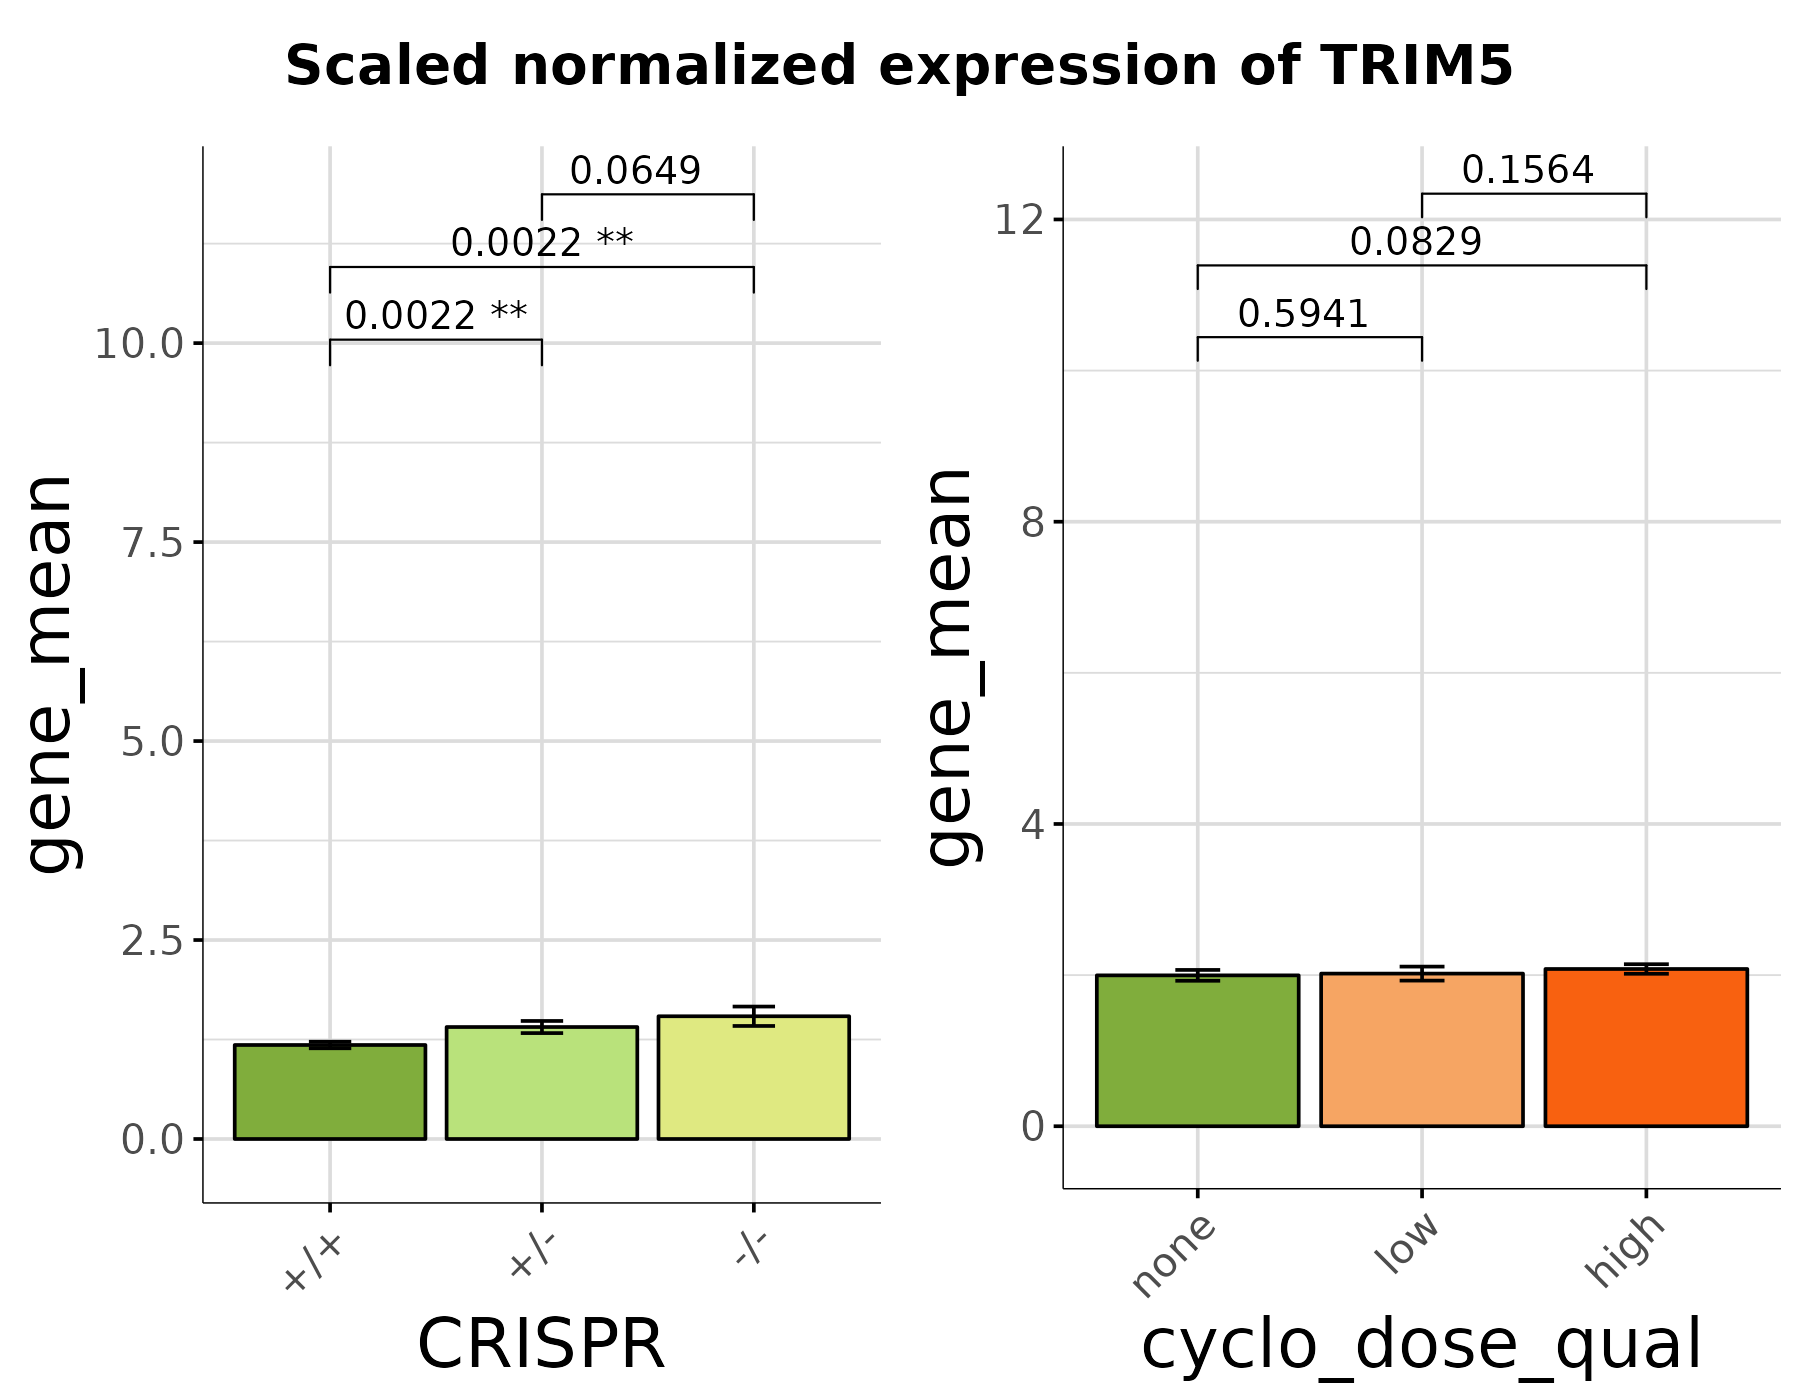 Scaled normalized expression of TRIM5
gene_mean
10.0
7.5
5.0
2.5
0.0
0.0649
0.0022 **
0.0022 **
+/+
+/-
-/-
CRISPR
gene_mean
12
8
4
0
0.1564
0.0829
0.5941
none
low
high
cyclo_dose_qual